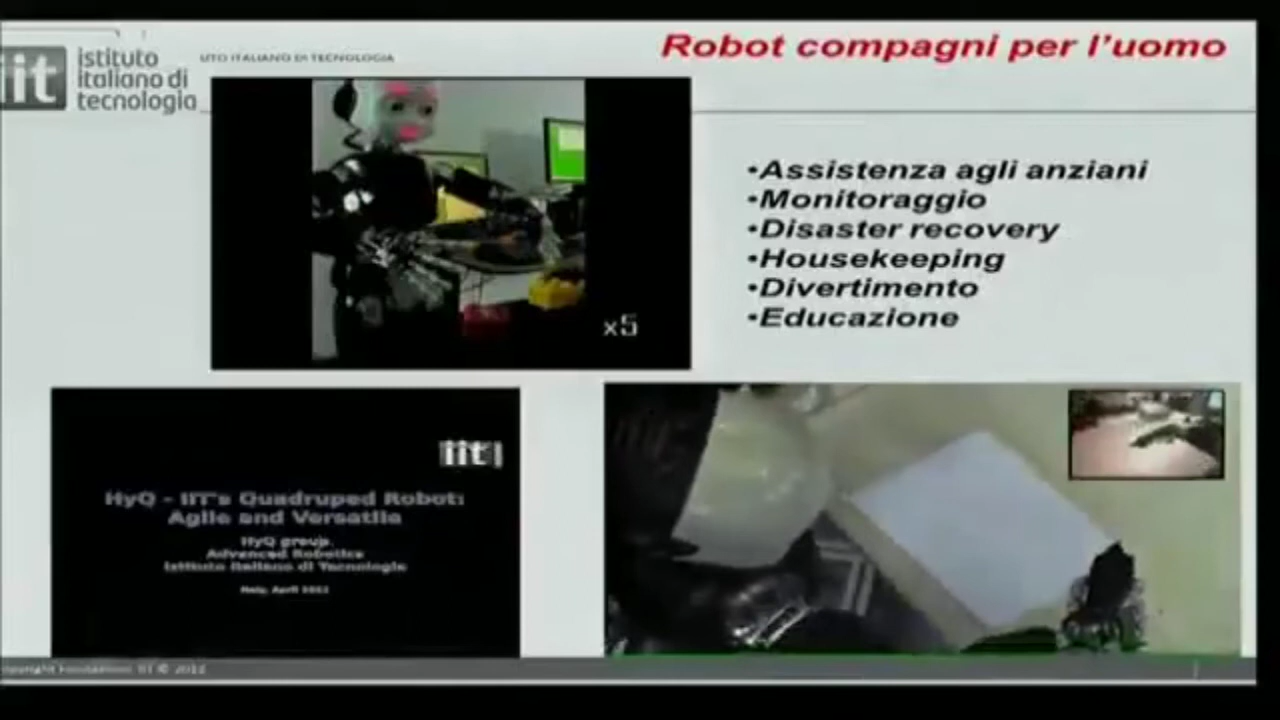 Robot compagni per l'uomo
iit
istituto
italiano di
tecnologia
UTO ITALIANO DI TECNOLOGIA
•Assistenza agli anziani
•Monitoraggio
•Disaster recovery
•Housekeeping
•Divertimento
•Educazione
x5
iit
HyQ - IIT's Quadruped Robot:
Agile and Versatile
HyQ group,
Advanced Robotics
Istituto Italiano di Tecnologia
Italy, April